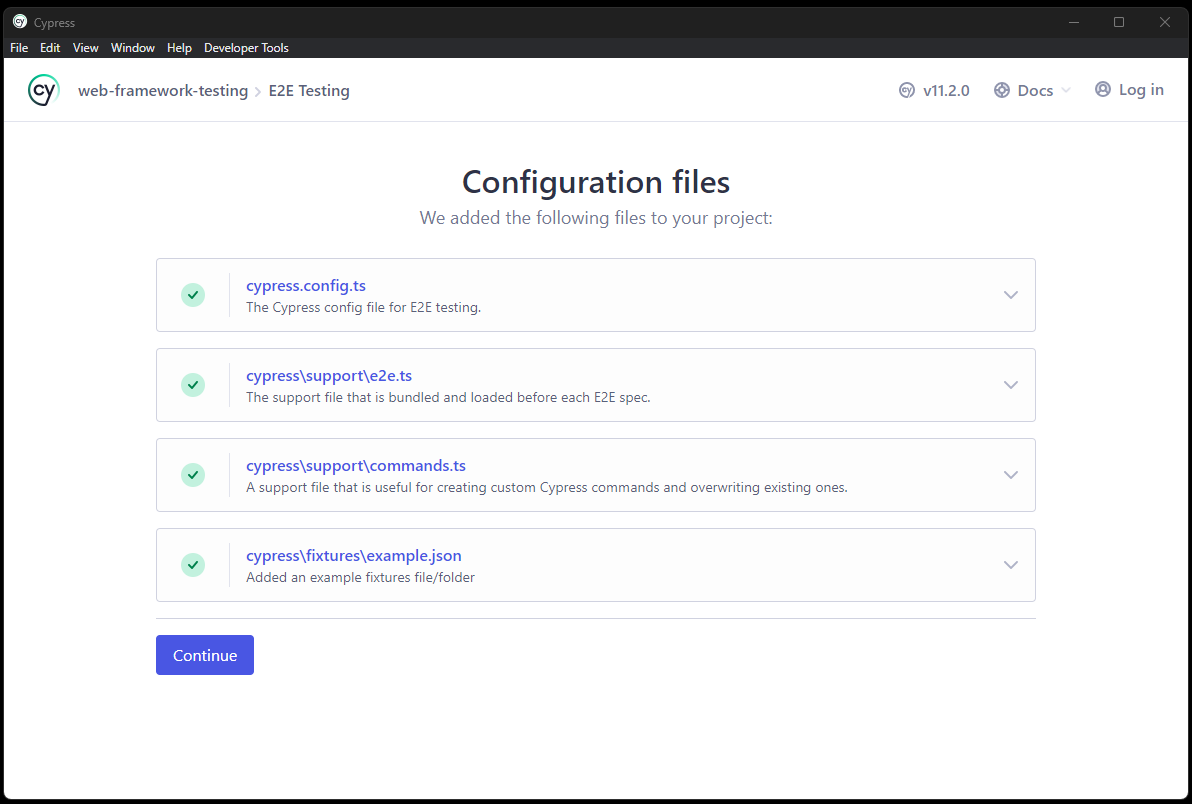 Cypress
File Edit View Window Help Developer Tools
cy web-framework-testing > E2E Testing v11.2.0 Docs Log in
Configuration files
We added the following files to your project:
cypress.config.ts
The Cypress config file for E2E testing.
cypress\support\e2e.ts
The support file that is bundled and loaded before each E2E spec.
cypress\support\commands.ts
A support file that is useful for creating custom Cypress commands and overwriting existing ones.
cypress\fixtures\example.json
Added an example fixtures file/folder
Continue